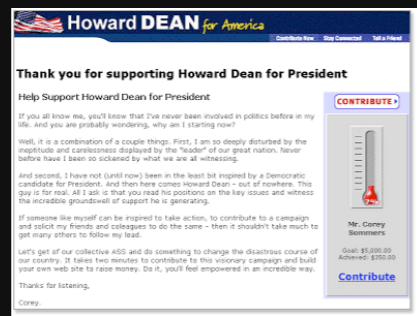 Howard DEAN for America
Contribute Now Stay Connected Tell a Friend
Thank you for supporting Howard Dean for President
Help Support Howard Dean for President
If you all know me, you'll know that I've never been involved in politics before in my
life. And you are probably wondering, why am I starting now?
Well, it is a combination of a couple things. First, I am so deeply disturbed by the
ineptitude and carelessness displayed by the "leader" of our great nation. Never
before have I been so sickened by what we are all witnessing.
And second, I have not (until now) been in the least bit inspired by a Democratic
candidate for President. And then here comes Howard Dean - out of nowhere. This
guy is for real. All I ask is that you read his positions on the key issues and witness
the incredible groundswell of support he is generating.
If someone like myself can be inspired to take action, to contribute to a campaign
and solicit my friends and coleagues to do the same - then it shouldn't take much to
get many others to follow my lead.
Let's get of our collective ASS and do something to change the disastrous course of
our country. It takes two minutes to contribute to this visionary campaign and build
your own web site to raise money. Do it, you'll feel empowered in an incredible way.
Thanks for listening,
Corey.
CONTRIBUTE
Mr. Corey
Sommers
Goal: $5,000.00
Achieved: $350.00
Contribute